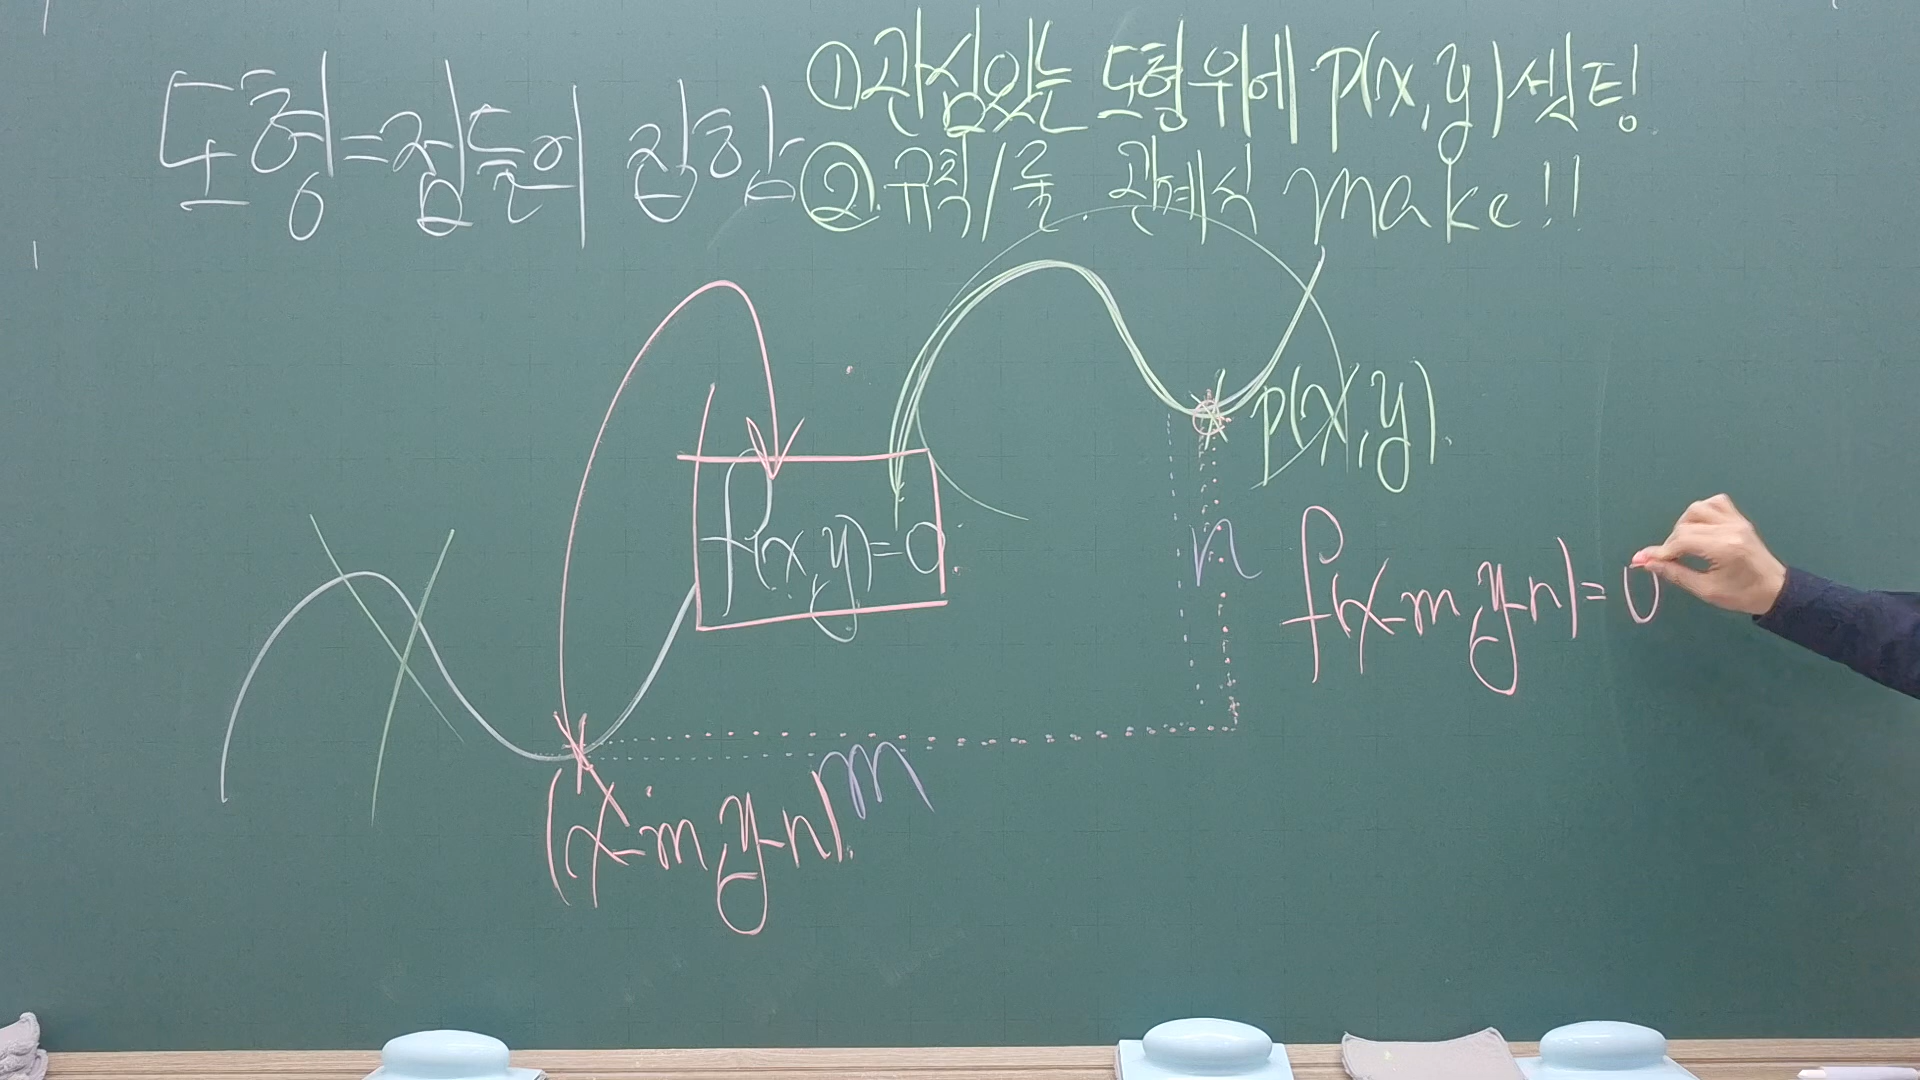 도형=점들의 집합
① 관심있는 도형위에 P(x,y) 셋팅!
②. 규칙/룰. 관계식 make!!
P(x,y).
f(x,y)=0
n
f(x-m,y-n)=0
m
(x-m,y-n).